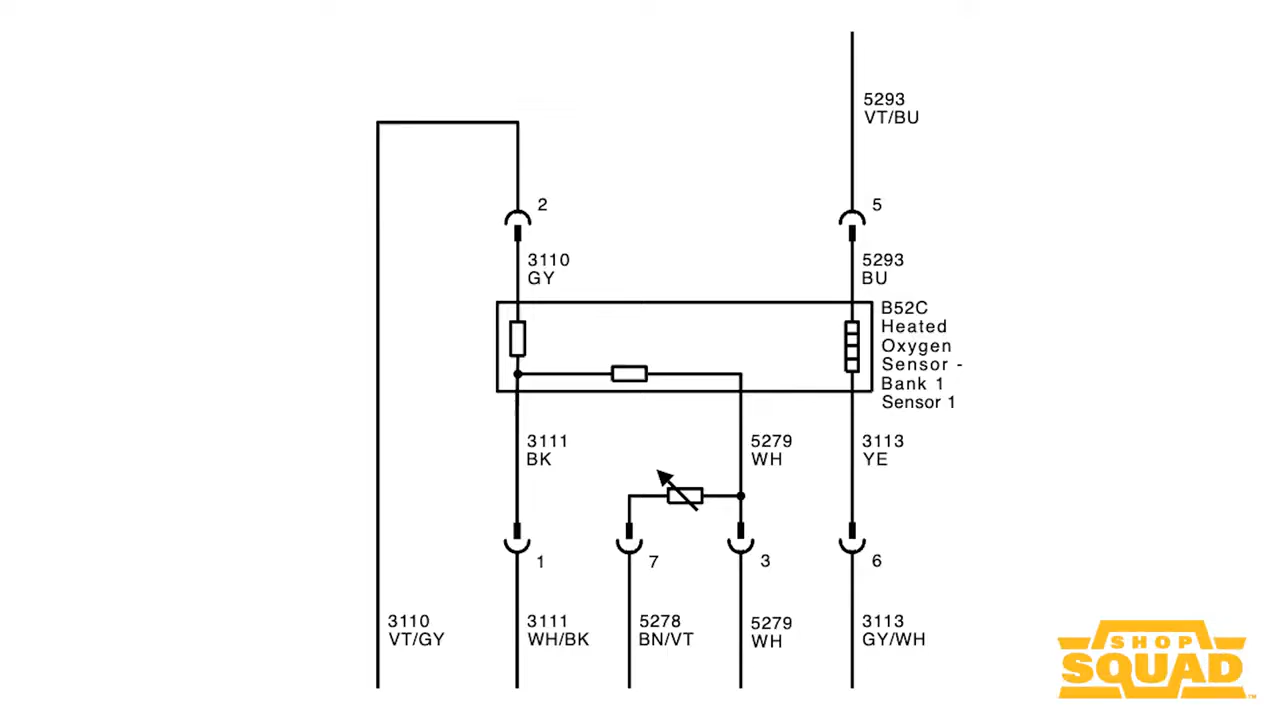 5293
VT/BU
2
5
3110
GY
5293
BU
B52C
Heated
Oxygen
Sensor -
Bank 1
Sensor 1
3111
BK
5279
WH
3113
YE
1
7
3
6
3110
VT/GY
3111
WH/BK
5278
BN/VT
5279
WH
3113
GY/WH
SHOP
SQUAD
TM